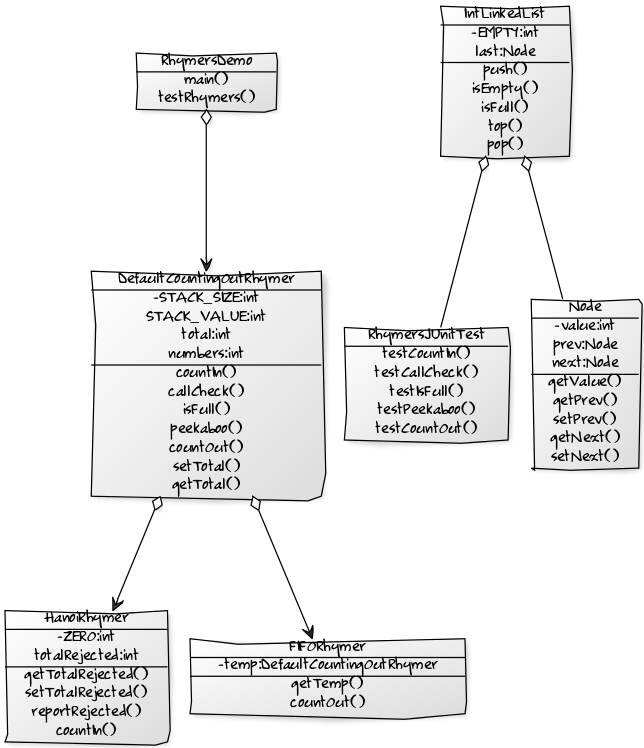 IntLinkedList
-EMPTY:int
last:Node
push()
isEmpty()
isFull()
top()
pop()
RhymersDemo
main()
testRhymers()
DefaultCountingOutRhymer
-STACK_SIZE:int
STACK_VALUE:int
total:int
numbers:int
countIn()
callCheck()
isFull()
peekaboo()
countOut()
setTotal()
getTotal()
RhymersJUnitTest
testCountIn()
testCallCheck()
testIsFull()
testPeekaboo()
testCountOut()
Node
-value:int
prev:Node
next:Node
getValue()
getPrev()
setPrev()
getNext()
setNext()
HanoiRhymer
-ZERO:int
totalRejected:int
getTotalRejected()
setTotalRejected()
reportRejected()
countIn()
FIFORhymer
-temp:DefaultCountingOutRhymer
getTemp()
countOut()